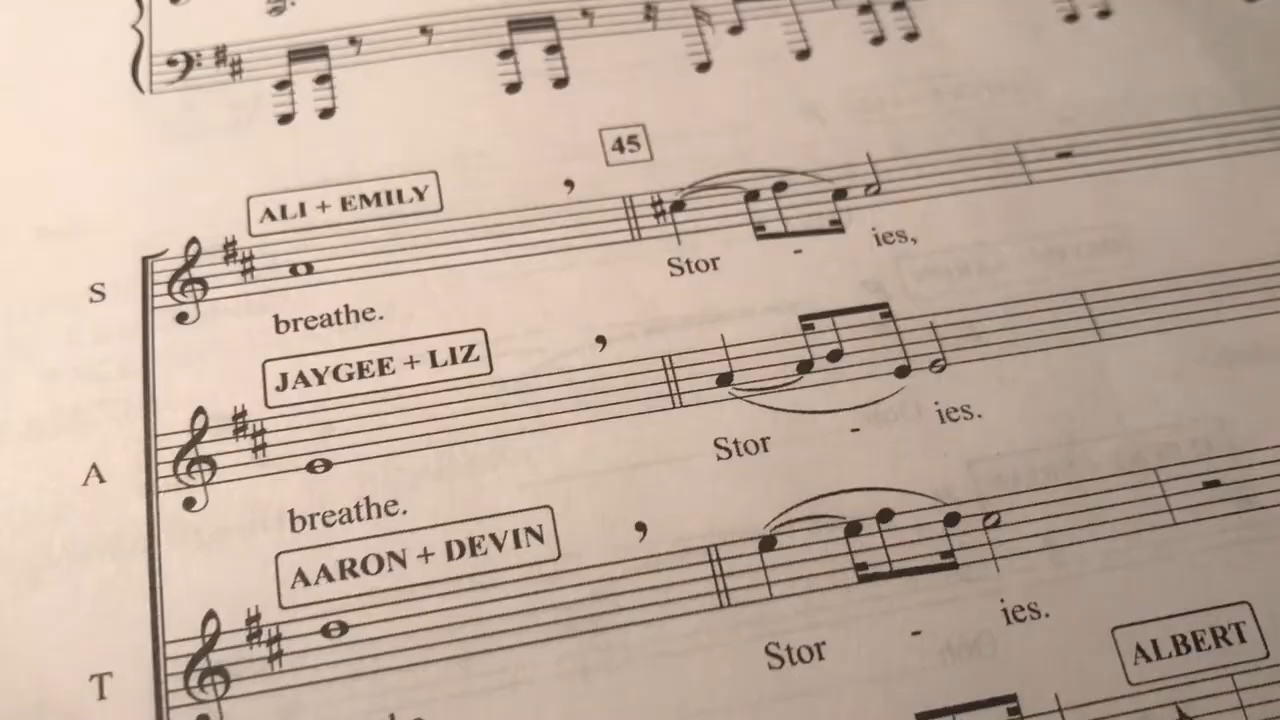 45
ALI + EMILY
S
Stor - ies,
breathe.
JAYGEE + LIZ
A
Stor - ies.
breathe.
AARON + DEVIN
T
Stor - ies.
ALBERT